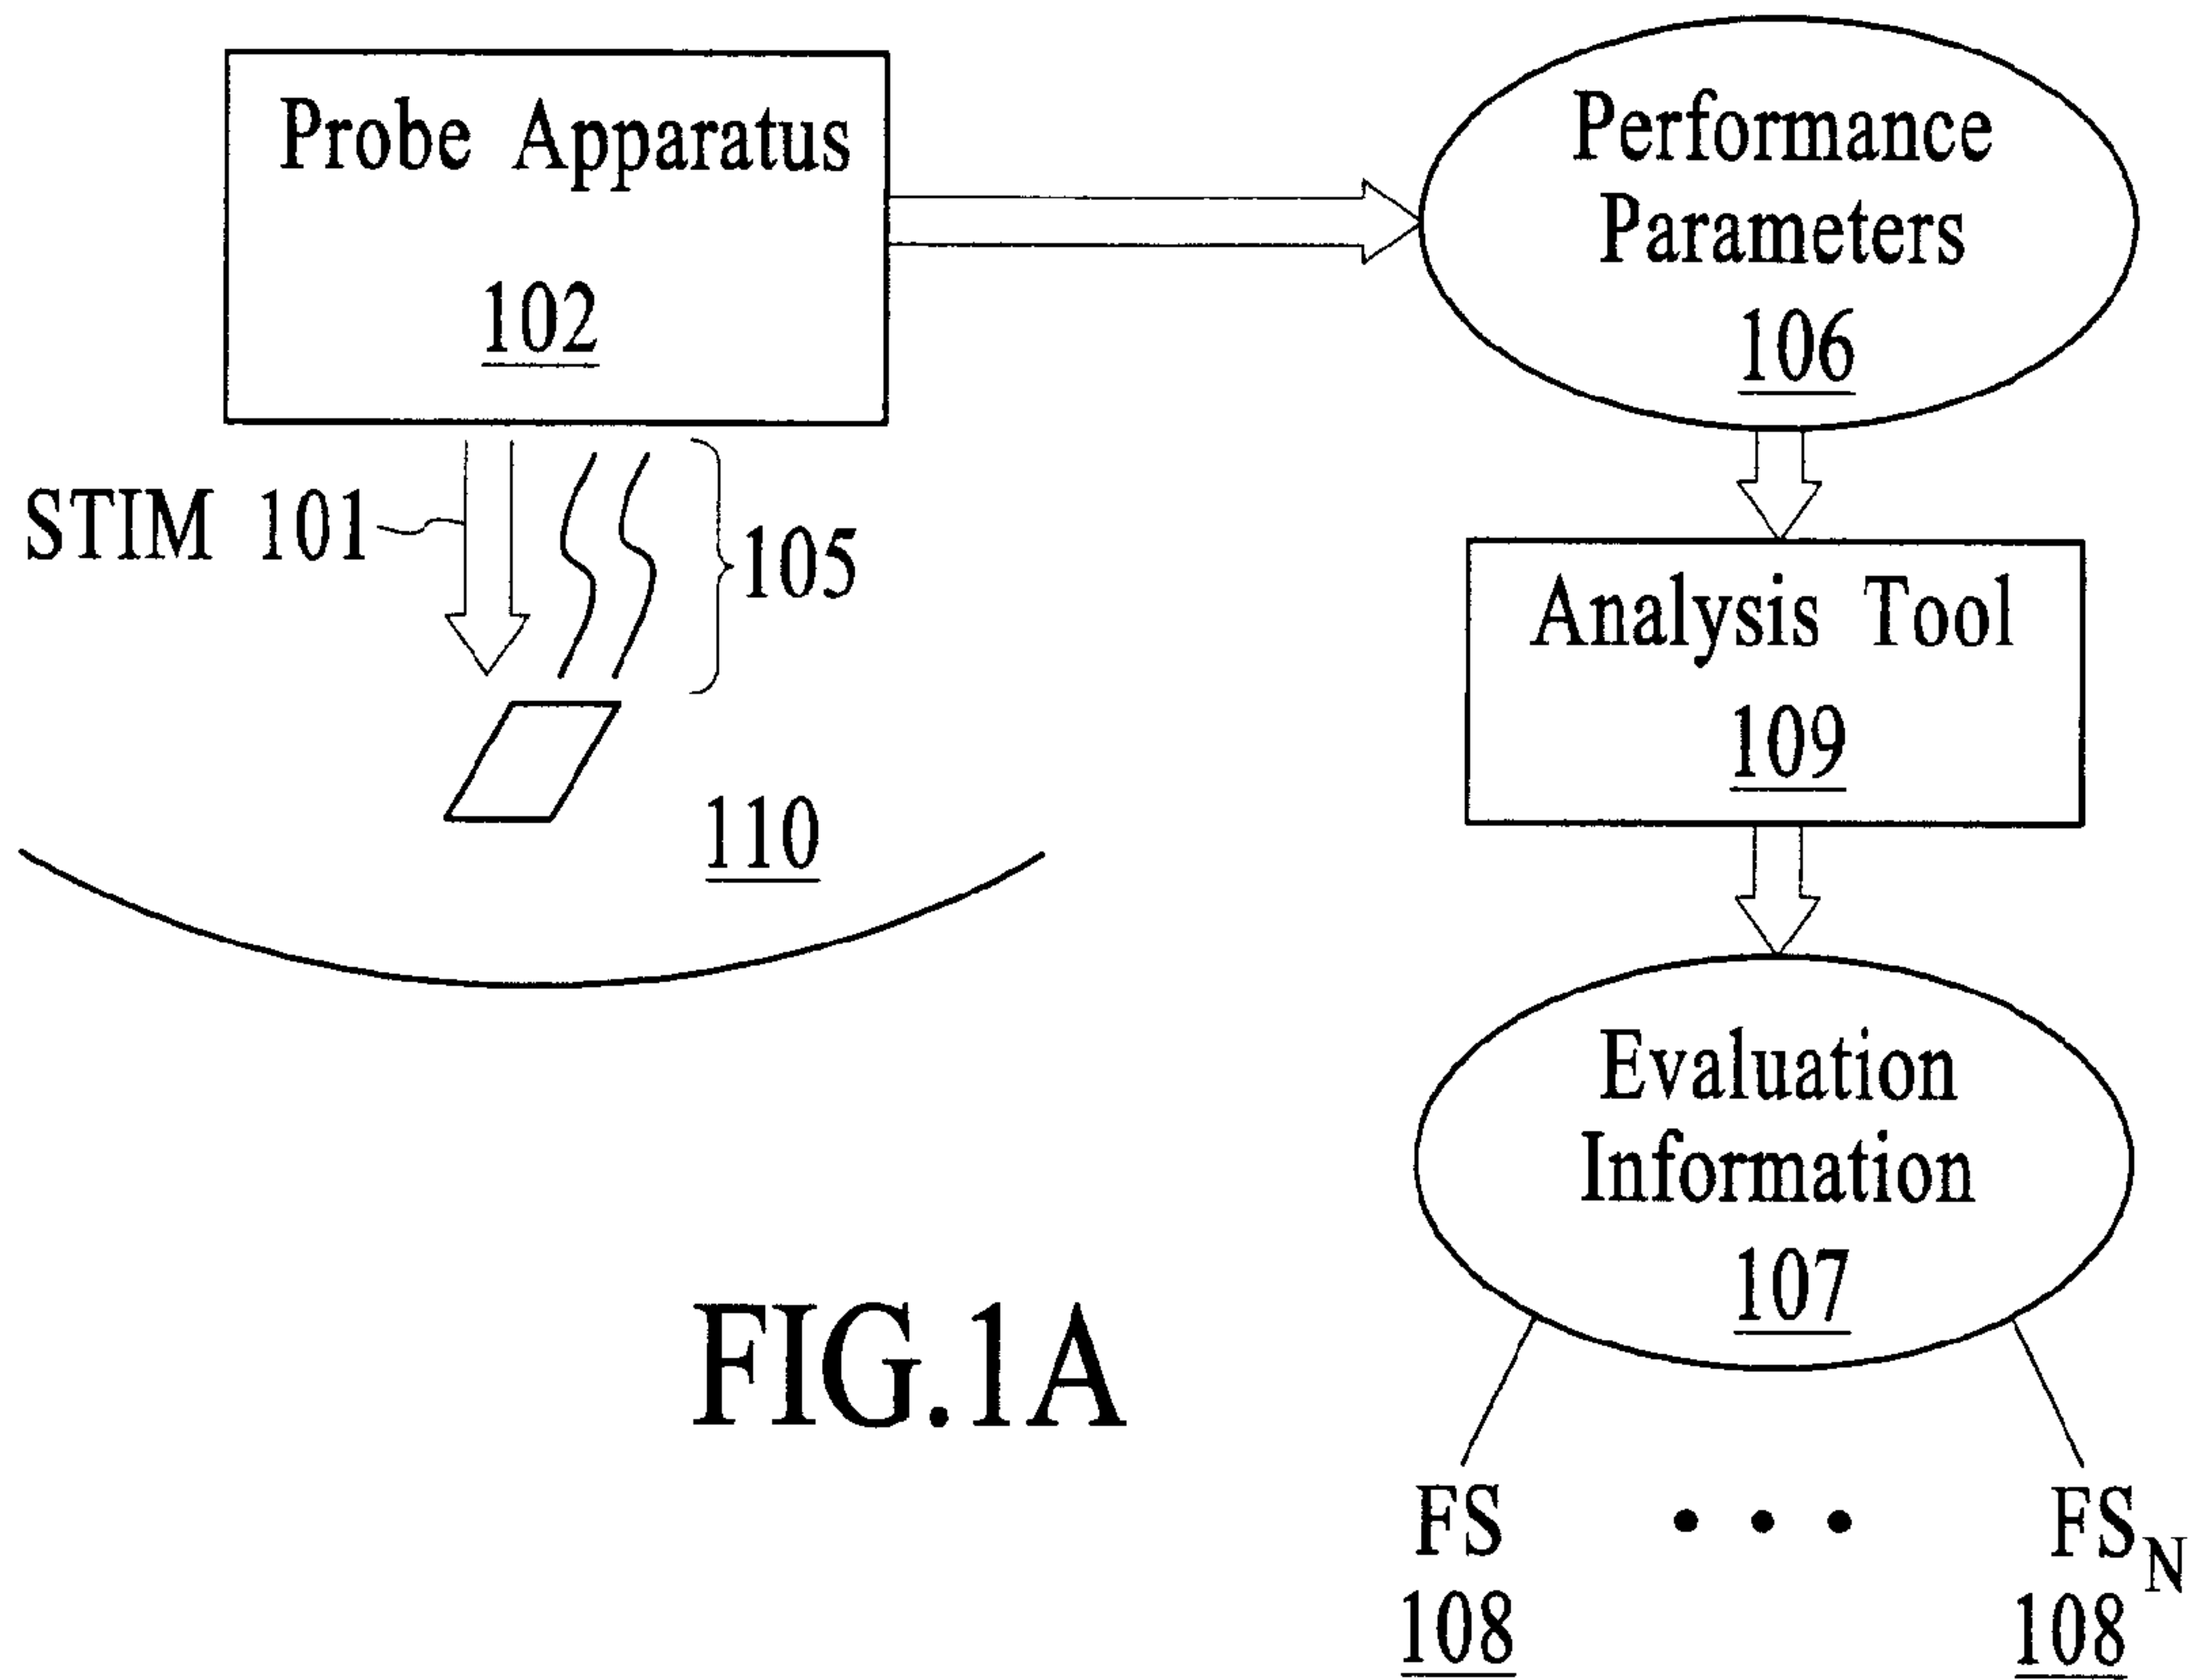 Probe Apparatus
102
Performance
Parameters
106
STIM 101
105
110
Analysis Tool
109
Evaluation
Information
107
FIG.1A
FS • • • FSN
108 108